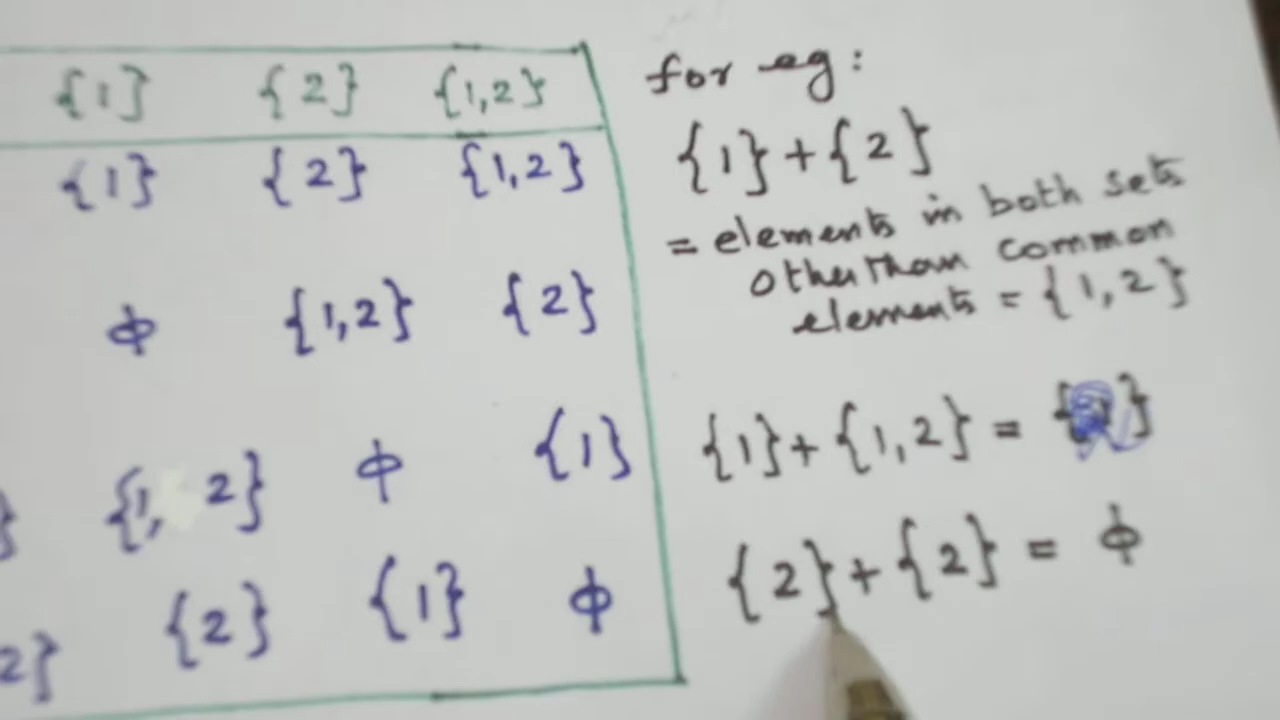 {1} {2} {1,2}
{1} {2} {1,2}
ϕ {1,2} {2}
} {1, 2} ϕ {1}
2} {2} {1} ϕ
for eg:
{1} + {2}
= elements in both sets
other than common
elements = {1,2}
{1} + {1,2} = { }
{2} + {2} = ϕ